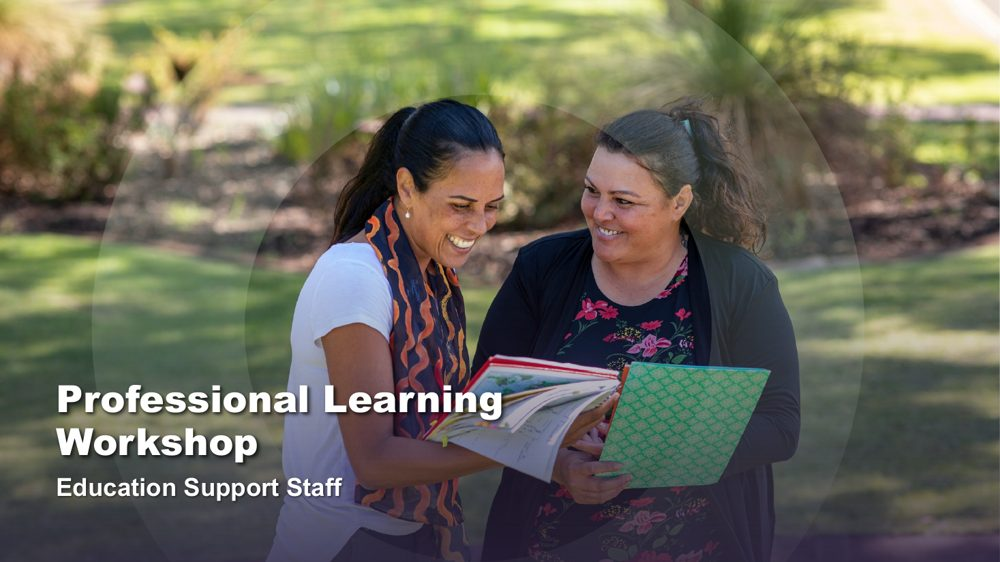 Professional Learning
Workshop
Education Support Staff